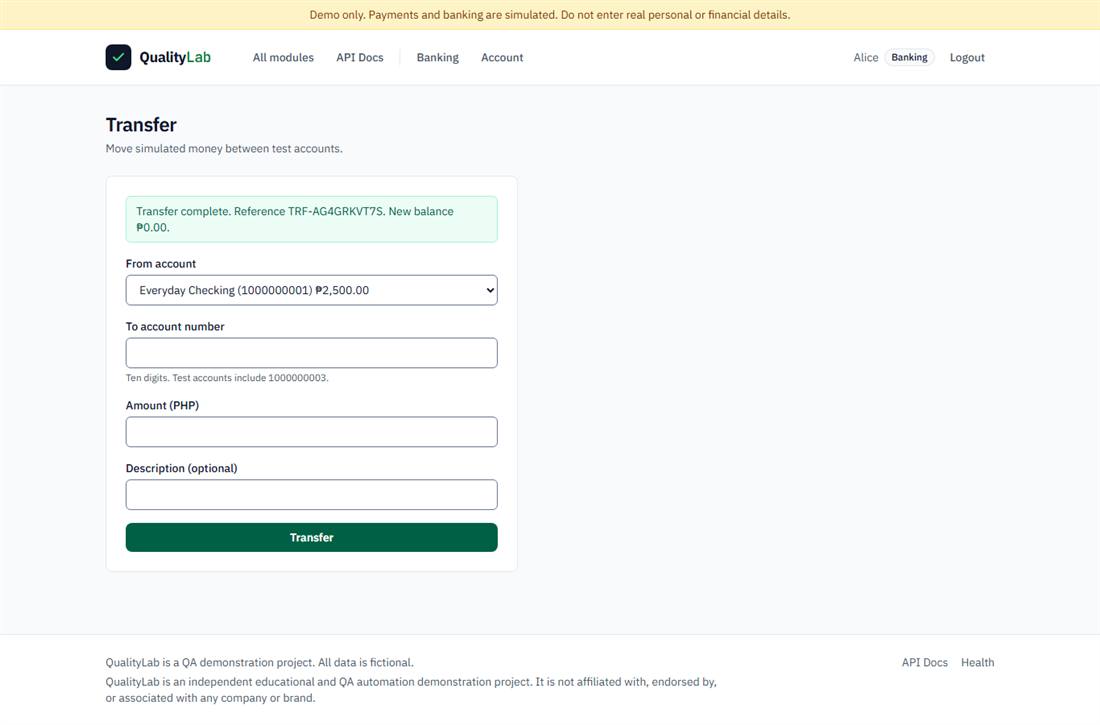 Demo only. Payments and banking are simulated. Do not enter real personal or financial details.
QualityLab
All modules
API Docs
Banking
Account
Alice
Banking
Logout
Transfer
Move simulated money between test accounts.
Transfer complete. Reference TRF-AG4GRKVT7S. New balance
₱0.00.
From account
Everyday Checking (1000000001) ₱2,500.00
To account number
Ten digits. Test accounts include 1000000003.
Amount (PHP)
Description (optional)
Transfer
QualityLab is a QA demonstration project. All data is fictional.
API Docs
Health
QualityLab is an independent educational and QA automation demonstration project. It is not affiliated with, endorsed by,
or associated with any company or brand.